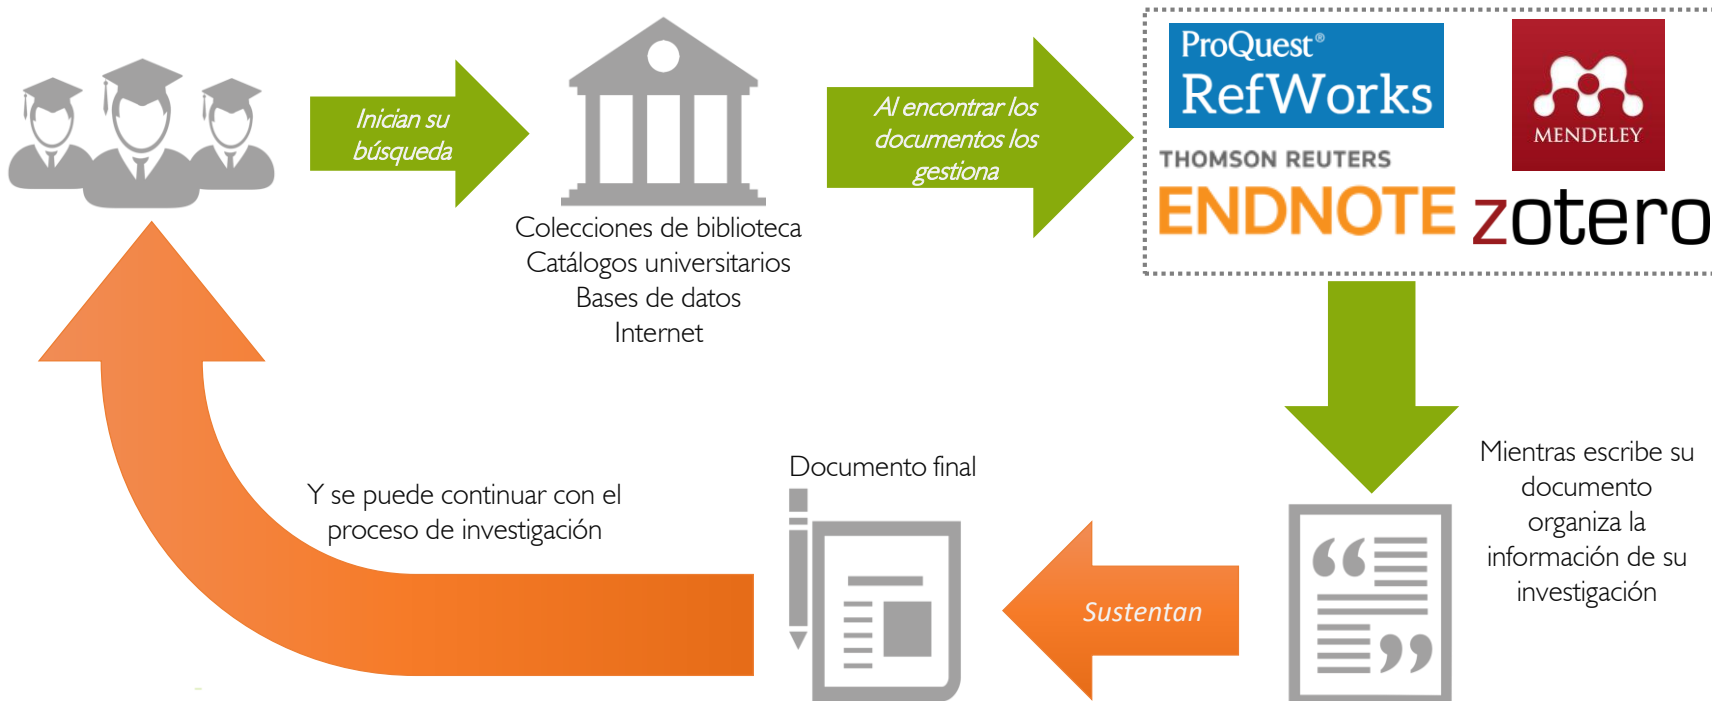 Inician su
búsqueda
Colecciones de biblioteca
Catálogos universitarios
Bases de datos
Internet
Al encontrar los
documentos los
gestiona
ProQuest®
RefWorks
MENDELEY
THOMSON REUTERS
ENDNOTE
zotero
Mientras escribe su
documento
organiza la
información de su
investigación
Sustentan
Documento final
Y se puede continuar con el
proceso de investigación